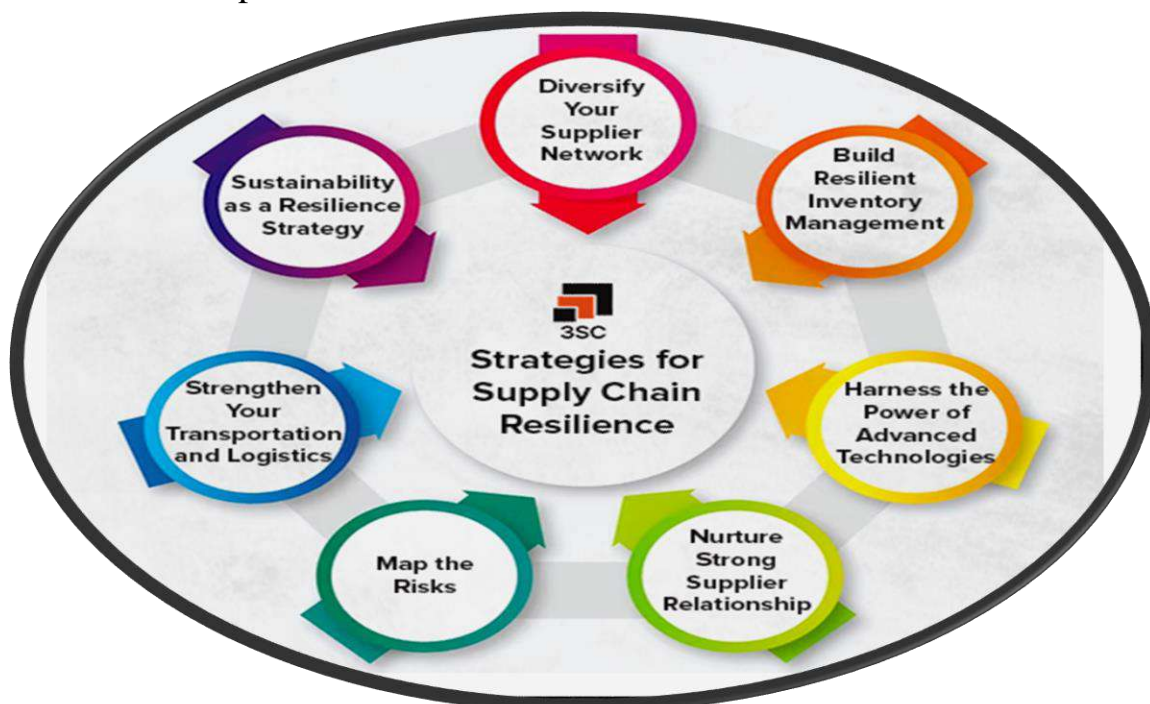 3SC
Strategies for
Supply Chain
Resilience
Diversify
Your
Supplier
Network
Build
Resilient
Inventory
Management
Harness the
Power of
Advanced
Technologies
Nurture
Strong
Supplier
Relationship
Map the
Risks
Strengthen
Your
Transportation
and Logistics
Sustainability
as a Resilience
Strategy